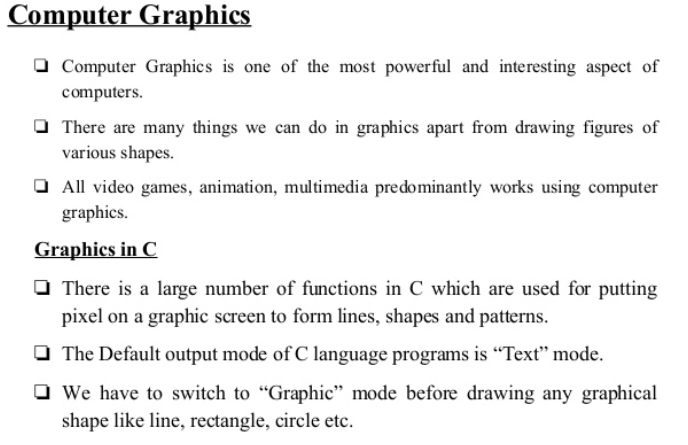 Computer Graphics
❑ Computer Graphics is one of the most powerful and interesting aspect of
computers.
❑ There are many things we can do in graphics apart from drawing figures of
various shapes.
❑ All video games, animation, multimedia predominantly works using computer
graphics.
Graphics in C
❑ There is a large number of functions in C which are used for putting
pixel on a graphic screen to form lines, shapes and patterns.
❑ The Default output mode of C language programs is “Text” mode.
❑ We have to switch to “Graphic” mode before drawing any graphical
shape like line, rectangle, circle etc.